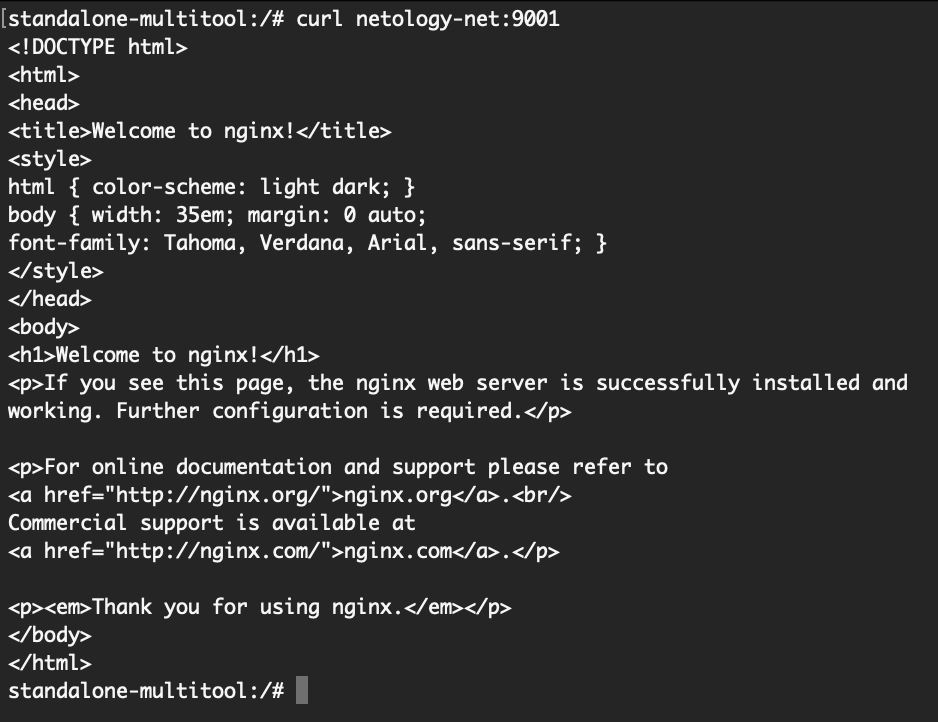 [standalone-multitool:/# curl netology-net:9001
<!DOCTYPE html>
<html>
<head>
<title>Welcome to nginx!</title>
<style>
html { color-scheme: light dark; }
body { width: 35em; margin: 0 auto;
font-family: Tahoma, Verdana, Arial, sans-serif; }
</style>
</head>
<body>
<h1>Welcome to nginx!</h1>
<p>If you see this page, the nginx web server is successfully installed and
working. Further configuration is required.</p>

<p>For online documentation and support please refer to
<a href="http://nginx.org/">nginx.org</a>.<br/>
Commercial support is available at
<a href="http://nginx.com/">nginx.com</a>.</p>

<p><em>Thank you for using nginx.</em></p>
</body>
</html>
standalone-multitool:/#